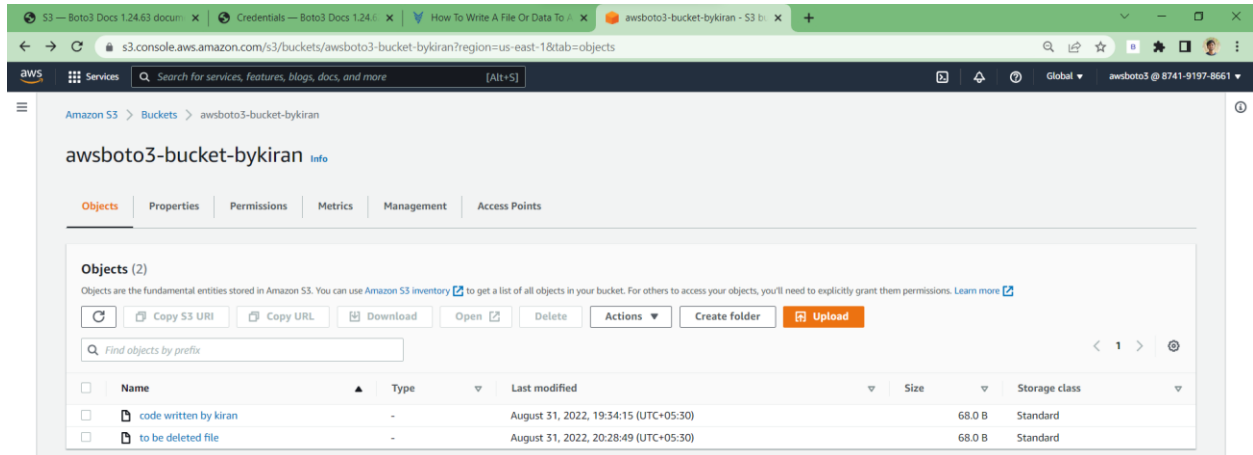 S3 — Boto3 Docs 1.24.63 docum
Credentials — Boto3 Docs 1.24.6
How To Write A File Or Data To A
awsboto3-bucket-bykiran - S3 b
s3.console.aws.amazon.com/s3/buckets/awsboto3-bucket-bykiran?region=us-east-1&tab=objects
aws Services Search for services, features, blogs, docs, and more [Alt+S] Global awsboto3 @ 8741-9197-8661
Amazon S3 > Buckets > awsboto3-bucket-bykiran
awsboto3-bucket-bykiran Info
Objects Properties Permissions Metrics Management Access Points
Objects (2)
Objects are the fundamental entities stored in Amazon S3. You can use Amazon S3 inventory to get a list of all objects in your bucket. For others to access your objects, you'll need to explicitly grant them permissions. Learn more
Copy S3 URI Copy URL Download Open Delete Actions Create folder Upload
Find objects by prefix < 1 >
Name Type Last modified Size Storage class
code written by kiran - August 31, 2022, 19:34:15 (UTC+05:30) 68.0 B Standard
to be deleted file - August 31, 2022, 20:28:49 (UTC+05:30) 68.0 B Standard